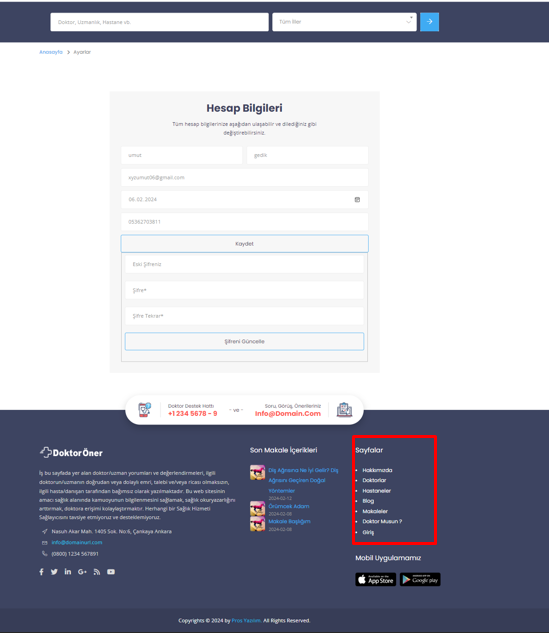 Doktor, Uzmanlık, Hastane vb.
Tüm İller
Anasayfa > Ayarlar
Hesap Bilgileri
Tüm hesap bilgilerinize aşağıdan ulaşabilir ve dilediğiniz gibi
değiştirebilirsiniz.
umut
gedik
xyzumut06@gmail.com
06.02.2024
05362703811
Kaydet
Eski Şifreniz
Şifre*
Şifre Tekrar*
Şifreni Güncelle
Doktor Destek Hattı
+1 234 5678 - 9
- ve -
Soru, Görüş, Önerileriniz
Info@Domain.Com
DoktorÖner
İş bu sayfada yer alan doktor/uzman yorumları ve değerlendirmeleri, ilgili
doktorun/uzmanın doğrudan veya dolaylı emri, talebi ve/veya ricası olmaksızın,
ilgili hasta/danışan tarafından bağımsız olarak yazılmaktadır. Bu web sitesinin
amacı sağlık alanında kamuoyunun bilgilenmesini sağlamak, sağlık okuryazarlığını
arttırmak, doktora erişimi kolaylaştırmaktır. Herhangi bir Sağlık Hizmeti
Sağlayıcısını tavsiye etmiyoruz ve desteklemiyoruz.
Nasuh Akar Mah. 1405 Sok. No:6, Çankaya Ankara
info@domainurl.com
(0800) 1234 567891
Son Makale İçerikleri
Diş Ağrısına Ne İyi Gelir? Diş
Ağrısını Geçiren Doğal
Yöntemler
2024-02-12
Örümcek Adam
2024-02-08
Makale Başlığım
2024-02-08
Sayfalar
Hakkımızda
Doktorlar
Hastaneler
Blog
Makaleler
Doktor Musun ?
Giriş
Mobil Uygulamamız
App Store
Google play
Copyrights © 2024 by Pros Yazılım. All Rights Reserved.